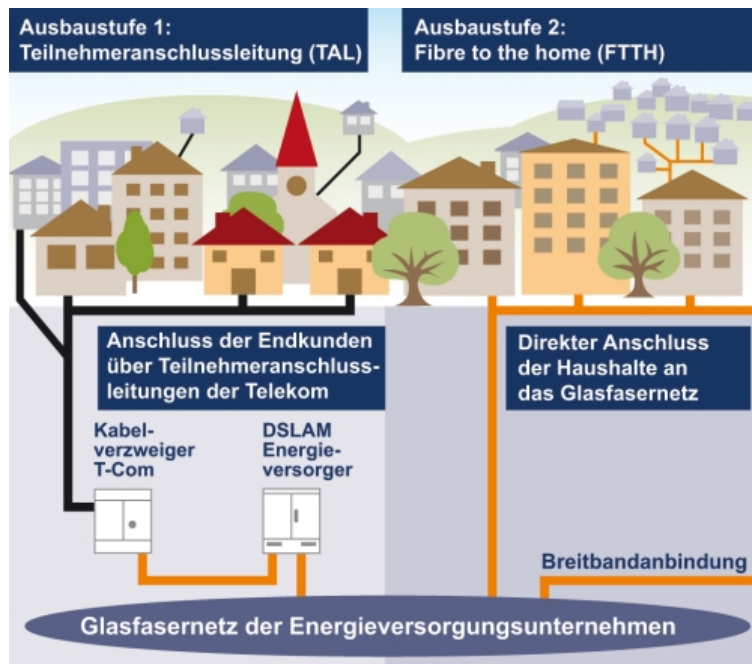 Ausbaustufe 1:
Teilnehmeranschlussleitung (TAL)
Ausbaustufe 2:
Fibre to the home (FTTH)
Anschluss der Endkunden
über Teilnehmeranschluss-
leitungen der Telekom
Direkter Anschluss
der Haushalte an
das Glasfasernetz
Kabel-
verzweiger
T-Com
DSLAM
Energie-
versorger
Breitbandanbindung
Glasfasernetz der Energieversorgungsunternehmen